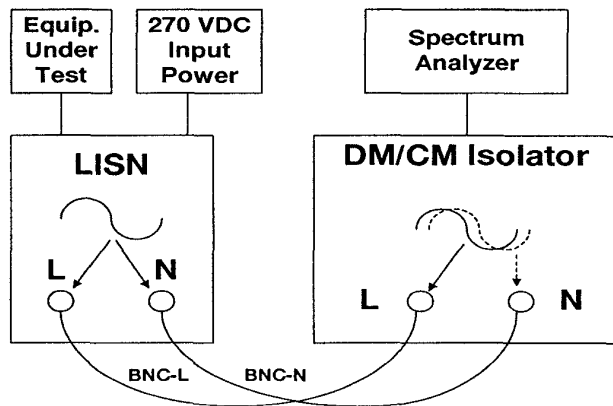 Equip.
Under
Test
270 VDC
Input
Power
Spectrum
Analyzer
LISN
DM/CM Isolator
L
N
L
N
BNC-L
BNC-N